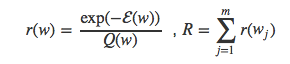 r(w) = exp(−ℰ(w)) / Q(w) , R = ∑_{j=1}^{m} r(w_j)